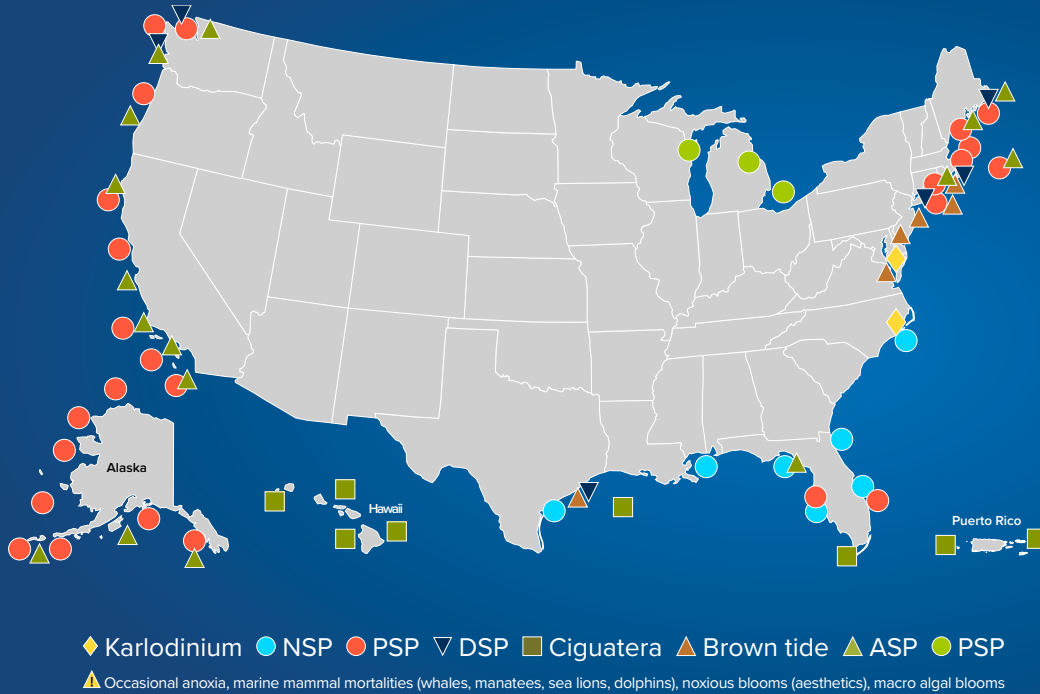 Alaska
Hawaii
Puerto Rico
Karlodinium NSP PSP DSP Ciguatera Brown tide ASP PSP
Occasional anoxia, marine mammal mortalities (whales, manatees, sea lions, dolphins), noxious blooms (aesthetics), macro algal blooms